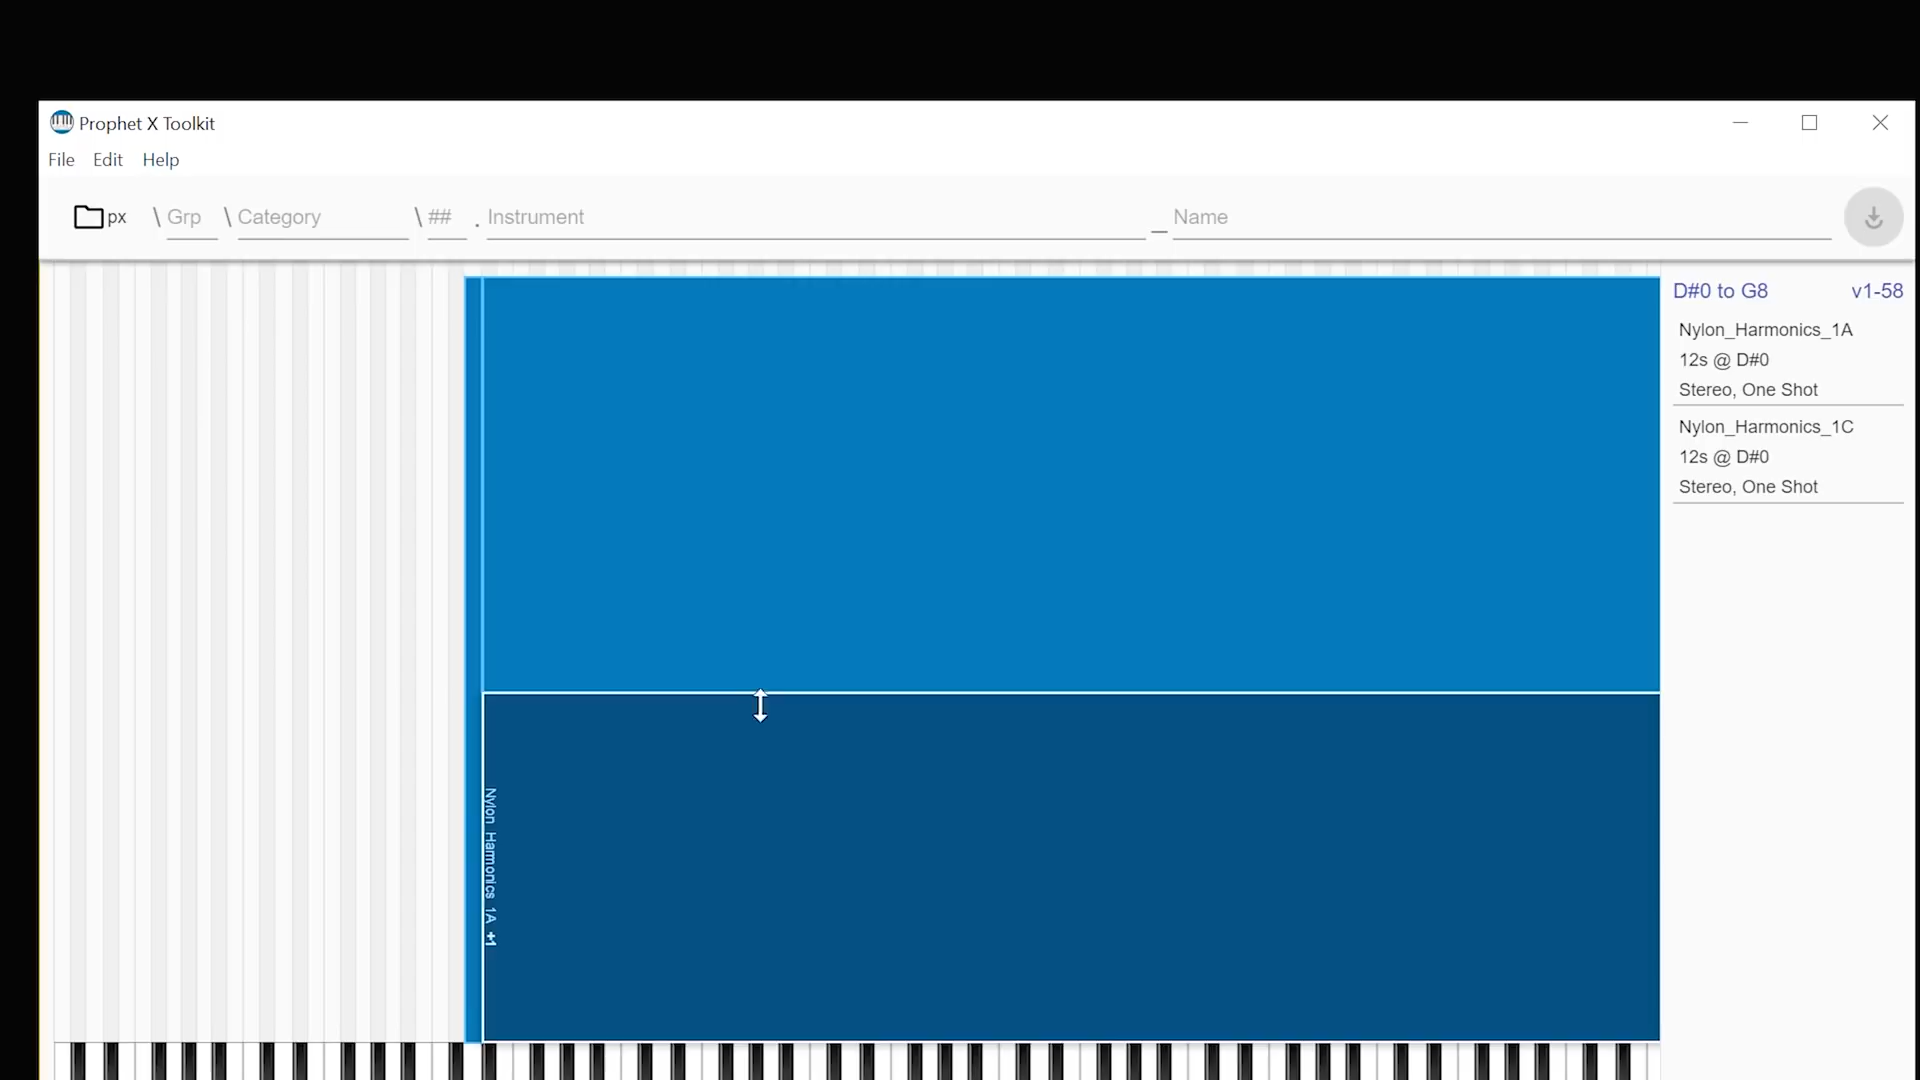 Prophet X Toolkit
File Edit Help
px \ Grp \ Category \ ## . Instrument _ Name
D#0 to G8 v1-58
Nylon_Harmonics_1A
12s @ D#0
Stereo, One Shot
Nylon_Harmonics_1C
12s @ D#0
Stereo, One Shot
Nylon_Harmonics_1A +1